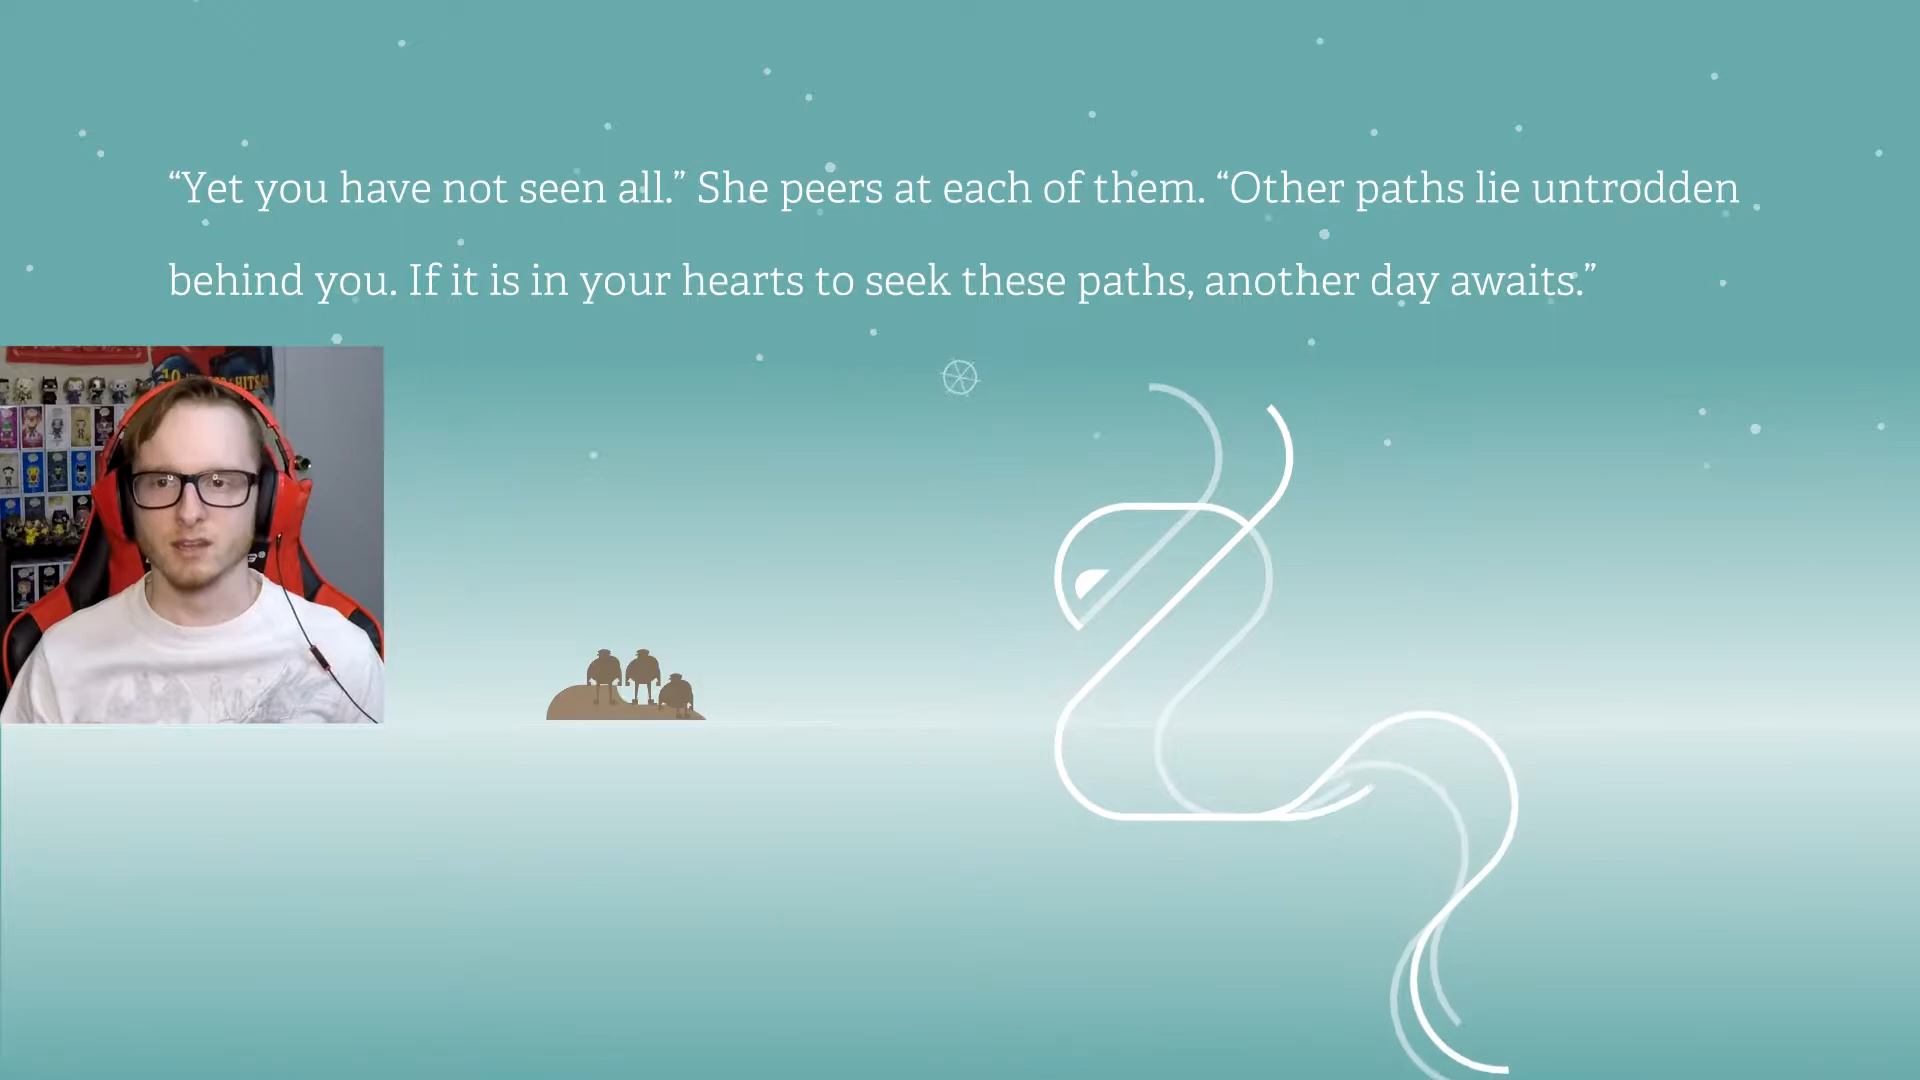 “Yet you have not seen all.” She peers at each of them. “Other paths lie untrodden
behind you. If it is in your hearts to seek these paths, another day awaits.”